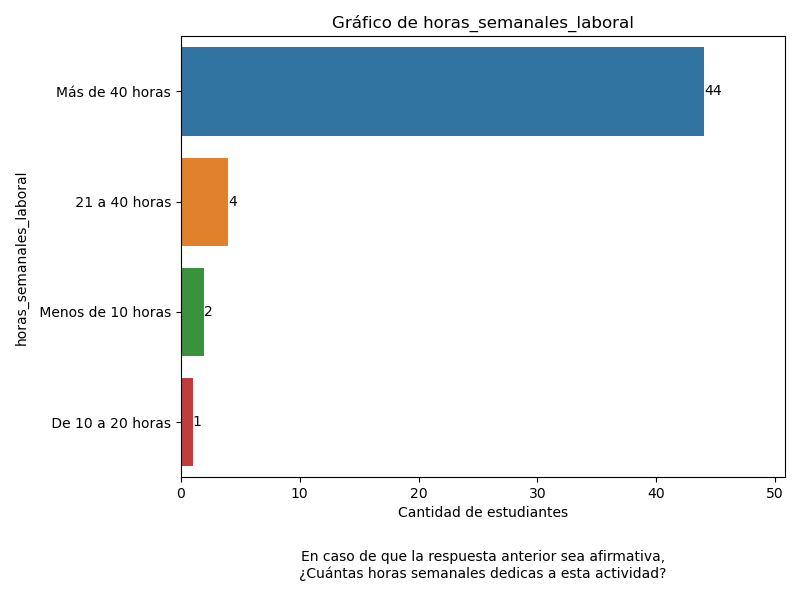 Gráfico de horas_semanales_laboral
Más de 40 horas
44
21 a 40 horas
4
Menos de 10 horas
2
De 10 a 20 horas
1
horas_semanales_laboral
0 10 20 30 40 50
Cantidad de estudiantes
En caso de que la respuesta anterior sea afirmativa,
¿Cuántas horas semanales dedicas a esta actividad?